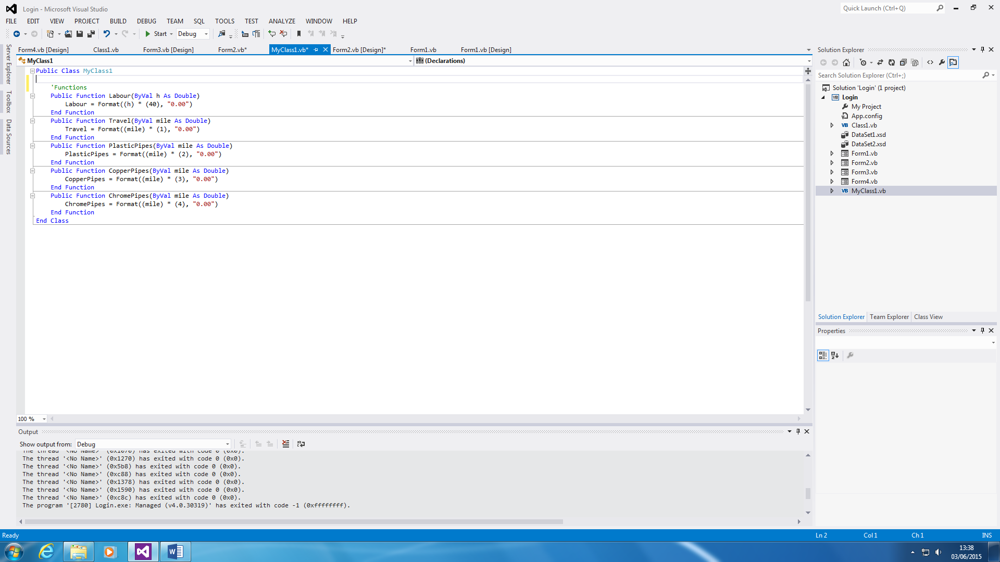 Login - Microsoft Visual Studio
Quick Launch (Ctrl+Q)
FILE EDIT VIEW PROJECT BUILD DEBUG TEAM SQL TOOLS TEST ANALYZE WINDOW HELP
Start Debug
Server Explorer
Toolbox
Data Sources
Form4.vb [Design] Class1.vb Form3.vb [Design] Form2.vb* MyClass1.vb* Form2.vb [Design]* Form1.vb Form1.vb [Design]
MyClass1 (Declarations)
Public Class MyClass1
'Functions
Public Function Labour(ByVal h As Double)
Labour = Format((h) * (40), "0.00")
End Function
Public Function Travel(ByVal mile As Double)
Travel = Format((mile) * (1), "0.00")
End Function
Public Function PlasticPipes(ByVal mile As Double)
PlasticPipes = Format((mile) * (2), "0.00")
End Function
Public Function CopperPipes(ByVal mile As Double)
CopperPipes = Format((mile) * (3), "0.00")
End Function
Public Function ChromePipes(ByVal mile As Double)
ChromePipes = Format((mile) * (4), "0.00")
End Function
End Class
100 %
Output
Show output from: Debug
The thread '<No Name>' (0x1070) has exited with code 0 (0x0).
The thread '<No Name>' (0x1270) has exited with code 0 (0x0).
The thread '<No Name>' (0x5b8) has exited with code 0 (0x0).
The thread '<No Name>' (0xc88) has exited with code 0 (0x0).
The thread '<No Name>' (0x1378) has exited with code 0 (0x0).
The thread '<No Name>' (0x1590) has exited with code 0 (0x0).
The thread '<No Name>' (0xc8c) has exited with code 0 (0x0).
The program '[2780] Login.exe: Managed (v4.0.30319)' has exited with code -1 (0xffffffff).
Solution Explorer
Search Solution Explorer (Ctrl+;)
Solution 'Login' (1 project)
VB Login
My Project
App.config
VB Class1.vb
DataSet1.xsd
DataSet2.xsd
Form1.vb
Form2.vb
Form3.vb
Form4.vb
VB MyClass1.vb
Solution Explorer Team Explorer Class View
Properties
Ready Ln 2 Col 1 Ch 1 INS
13:38
03/06/2015